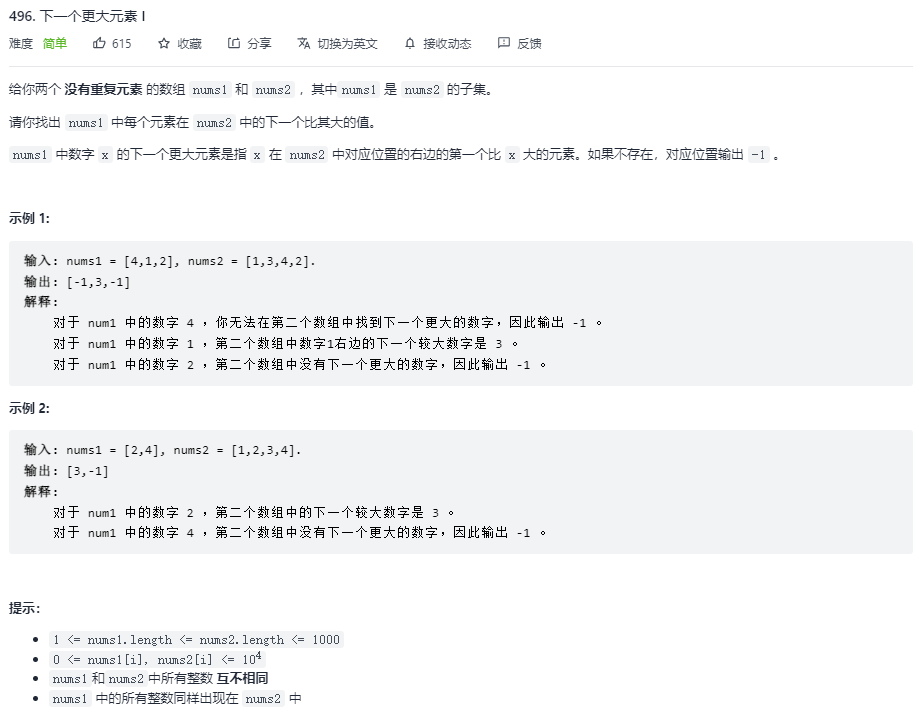 496. 下一个更大元素 I
难度 简单 615 收藏 分享 切换为英文 接收动态 反馈
给你两个 没有重复元素 的数组 nums1 和 nums2 ，其中 nums1 是 nums2 的子集。
请你找出 nums1 中每个元素在 nums2 中的下一个比其大的值。
nums1 中数字 x 的下一个更大元素是指 x 在 nums2 中对应位置的右边的第一个比 x 大的元素。如果不存在，对应位置输出 -1 。
示例 1:
输入: nums1 = [4,1,2], nums2 = [1,3,4,2].
输出: [-1,3,-1]
解释:
对于 num1 中的数字 4 ，你无法在第二个数组中找到下一个更大的数字，因此输出 -1 。
对于 num1 中的数字 1 ，第二个数组中数字1右边的下一个较大数字是 3 。
对于 num1 中的数字 2 ，第二个数组中没有下一个更大的数字，因此输出 -1 。
示例 2:
输入: nums1 = [2,4], nums2 = [1,2,3,4].
输出: [3,-1]
解释:
对于 num1 中的数字 2 ，第二个数组中的下一个较大数字是 3 。
对于 num1 中的数字 4 ，第二个数组中没有下一个更大的数字，因此输出 -1 。
提示：
• 1 <= nums1.length <= nums2.length <= 1000
• 0 <= nums1[i], nums2[i] <= 10⁴
• nums1 和 nums2 中所有整数 互不相同
• nums1 中的所有整数同样出现在 nums2 中